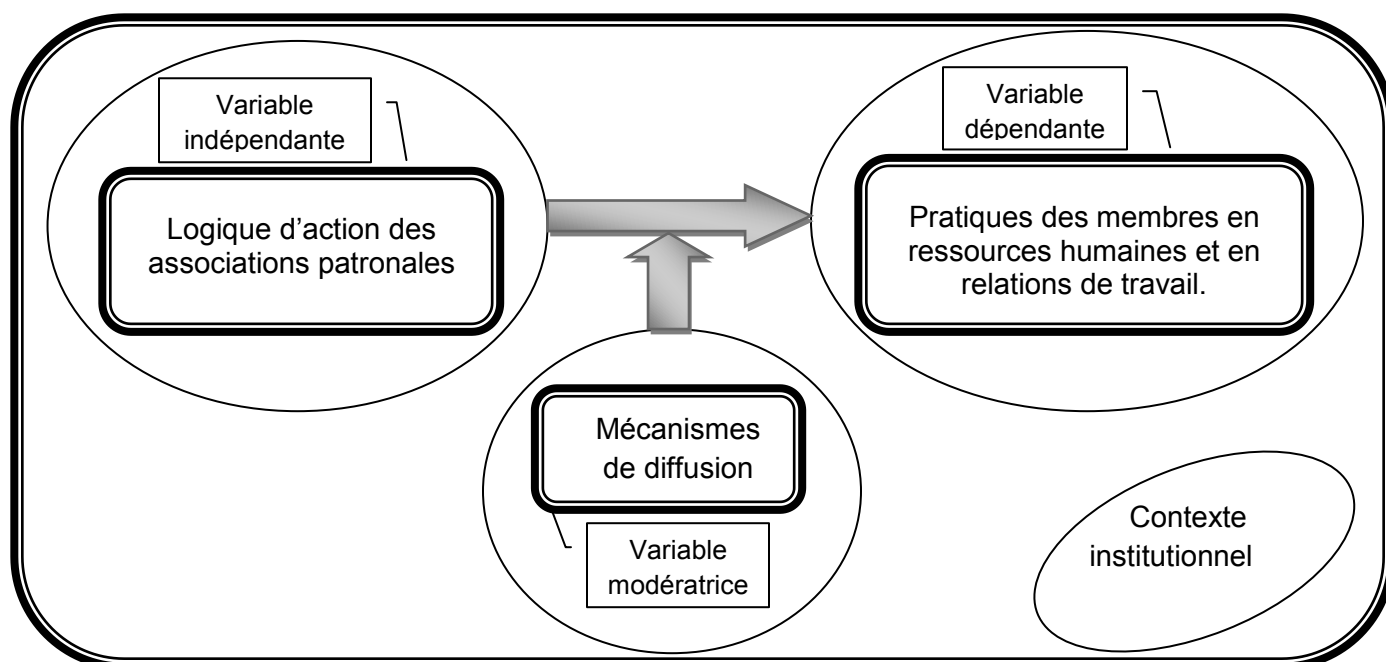 Variable
indépendante
Logique d’action des
associations patronales
Variable
dépendante
Pratiques des membres en
ressources humaines et en
relations de travail.
Mécanismes
de diffusion
Variable
modératrice
Contexte
institutionnel